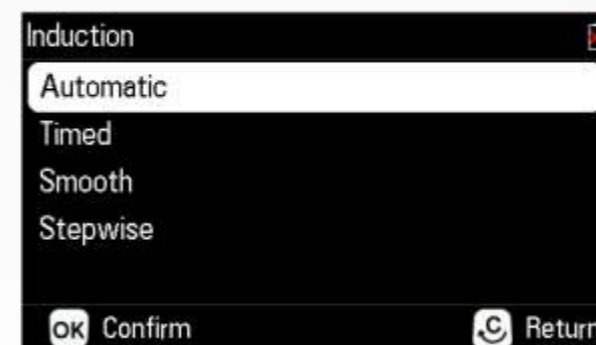 Induction
Automatic
Timed
Smooth
Stepwise
OK Confirm
C Return